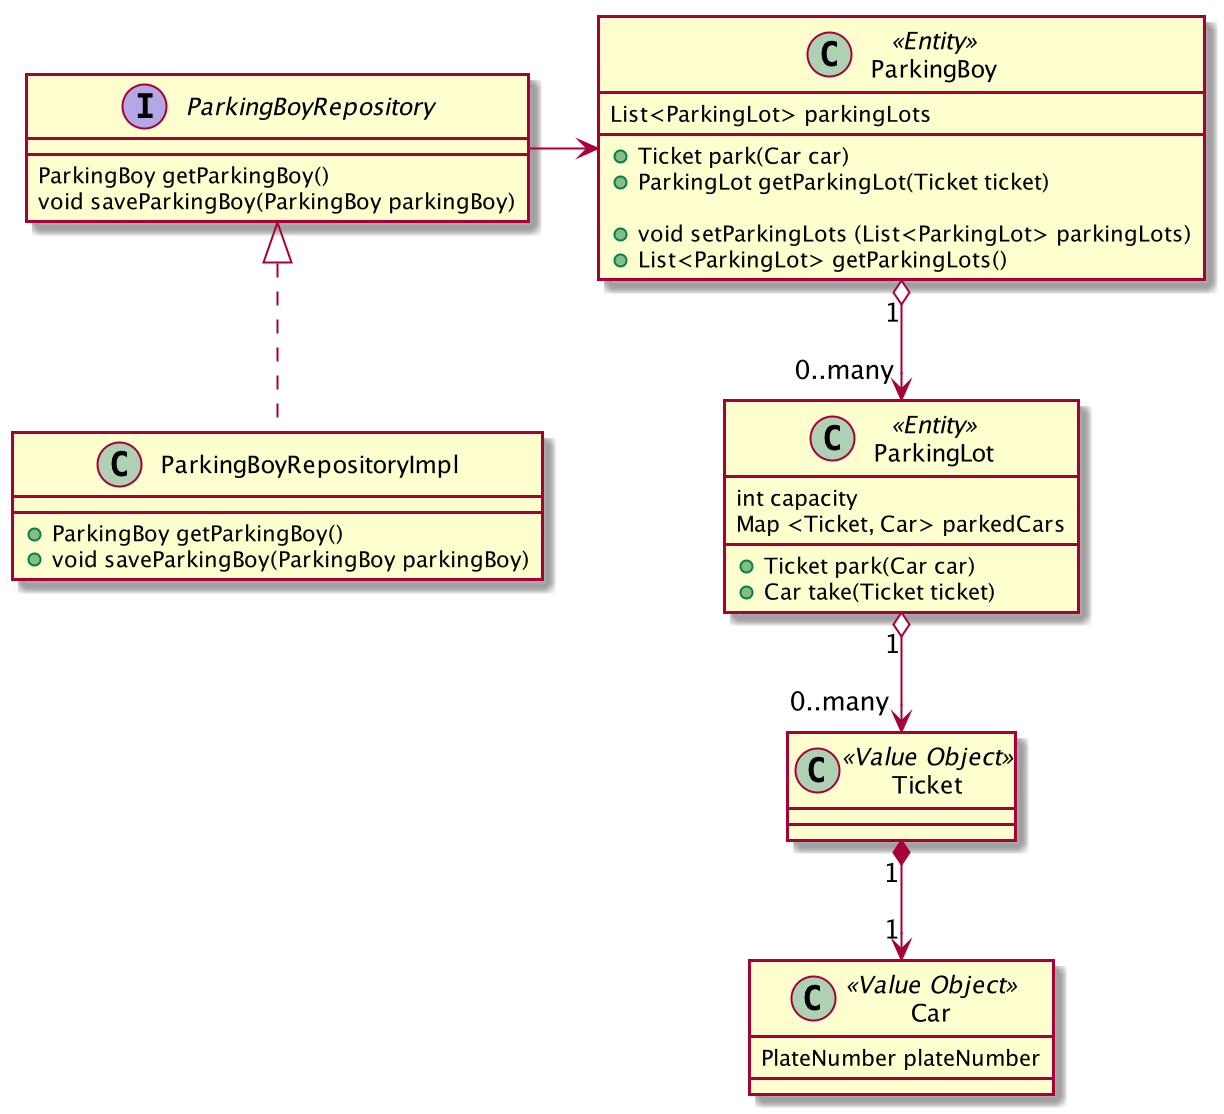 I ParkingBoyRepository
ParkingBoy getParkingBoy()
void saveParkingBoy(ParkingBoy parkingBoy)
C «Entity»
ParkingBoy
List<ParkingLot> parkingLots
Ticket park(Car car)
ParkingLot getParkingLot(Ticket ticket)
void setParkingLots (List<ParkingLot> parkingLots)
List<ParkingLot> getParkingLots()
1
0..many
C ParkingBoyRepositoryImpl
ParkingBoy getParkingBoy()
void saveParkingBoy(ParkingBoy parkingBoy)
C «Entity»
ParkingLot
int capacity
Map <Ticket, Car> parkedCars
Ticket park(Car car)
Car take(Ticket ticket)
1
0..many
C «Value Object»
Ticket
1
1
C «Value Object»
Car
PlateNumber plateNumber